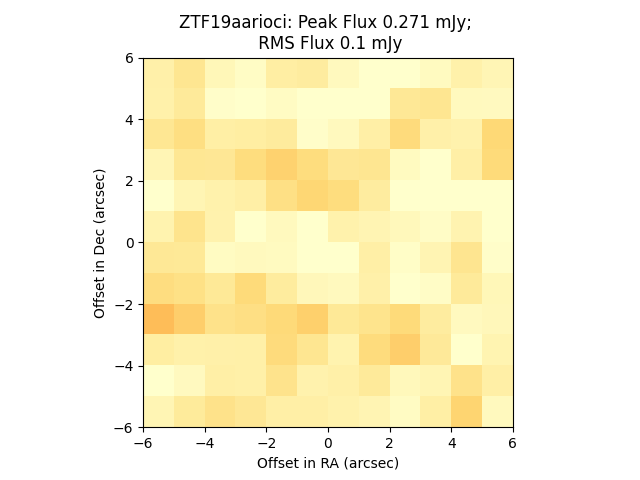 ZTF19aarioci: Peak Flux 0.271 mJy;
RMS Flux 0.1 mJy
6
4
2
0
−2
−4
−6
Offset in Dec (arcsec)
−6 −4 −2 0 2 4 6
Offset in RA (arcsec)